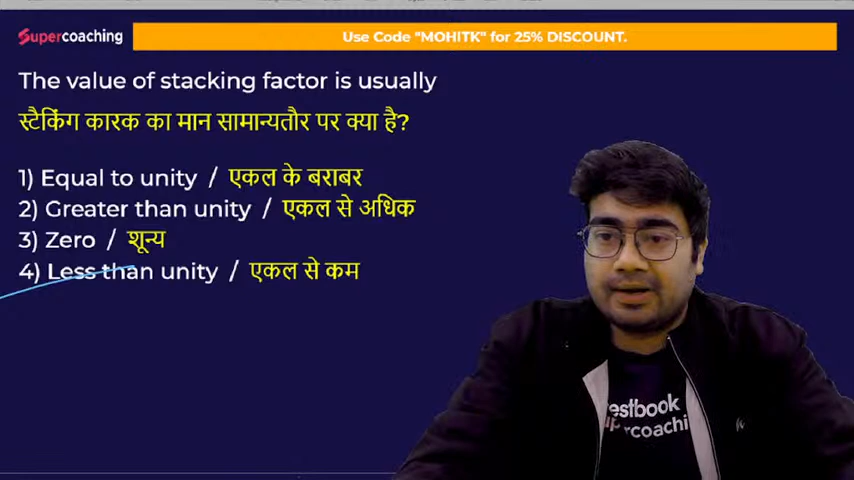 Supercoaching
Use Code "MOHITK" for 25% DISCOUNT.
The value of stacking factor is usually
स्टैकिंग कारक का मान सामान्यतौर पर क्या है?
1) Equal to unity / एकल के बराबर
2) Greater than unity / एकल से अधिक
3) Zero / शून्य
4) Less than unity / एकल से कम
estbook
percoachi